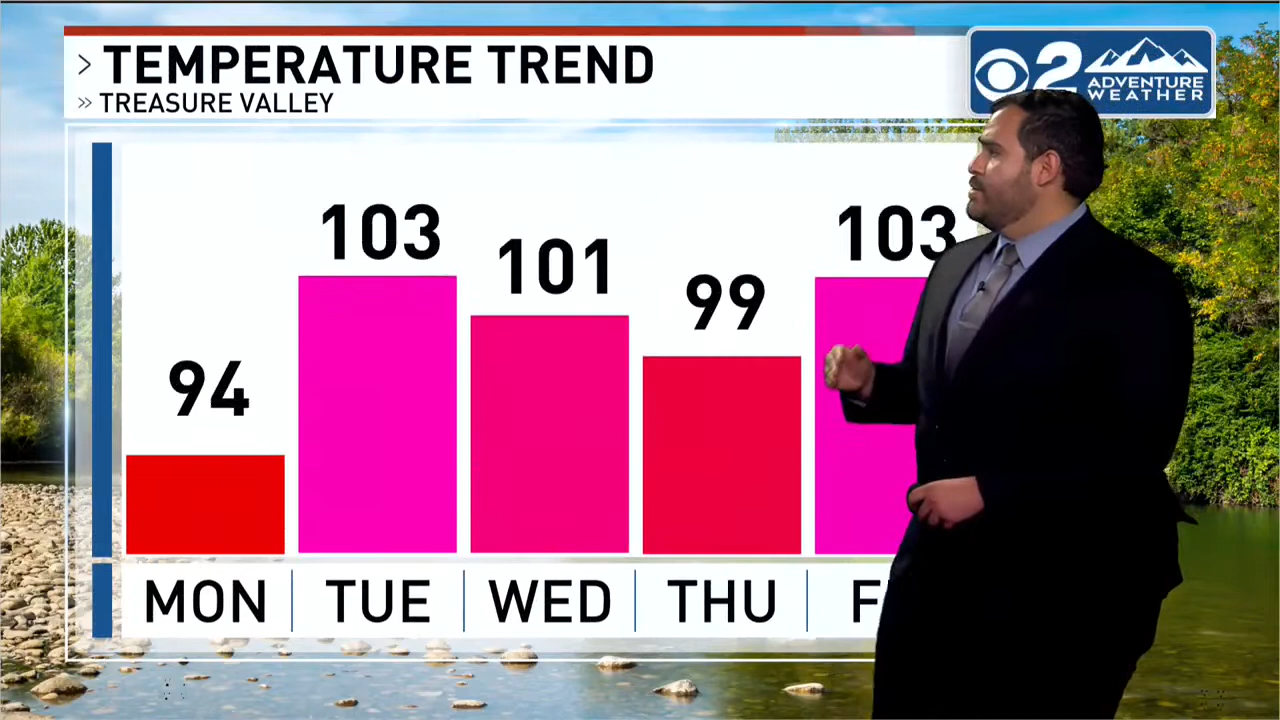 > TEMPERATURE TREND
» TREASURE VALLEY
2 ADVENTURE
WEATHER
94
103
101
99
103
MON
TUE
WED
THU
F